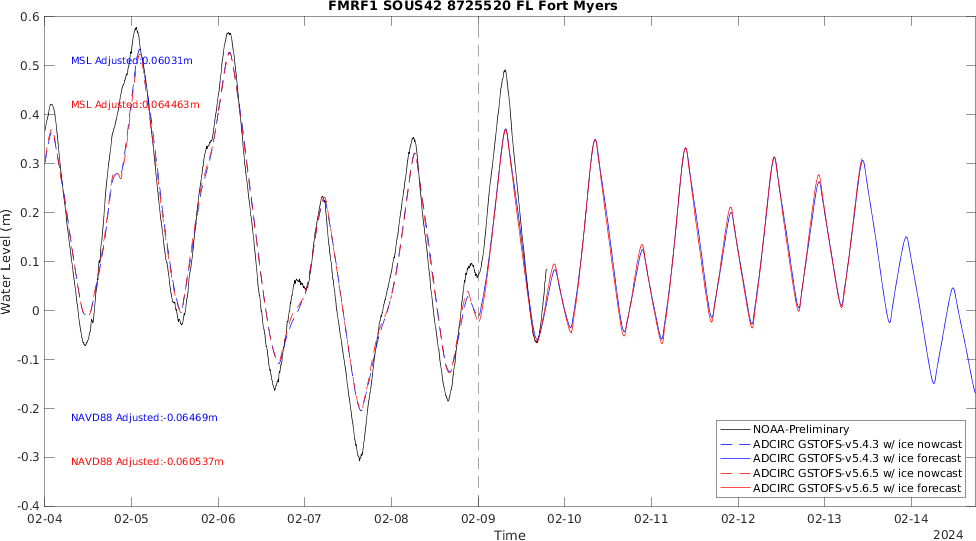 FMRF1 SOUS42 8725520 FL Fort Myers
0.6
0.5
0.4
0.3
0.2
0.1
0
-0.1
-0.2
-0.3
-0.4
Water Level (m)
MSL Adjusted:0.06031m
MSL Adjusted:0.064463m
NAVD88 Adjusted:-0.06469m
NAVD88 Adjusted:-0.060537m
NOAA-Preliminary
ADCIRC GSTOFS-v5.4.3 w/ ice nowcast
ADCIRC GSTOFS-v5.4.3 w/ ice forecast
ADCIRC GSTOFS-v5.6.5 w/ ice nowcast
ADCIRC GSTOFS-v5.6.5 w/ ice forecast
02-04 02-05 02-06 02-07 02-08 02-09 02-10 02-11 02-12 02-13 02-14
Time
2024